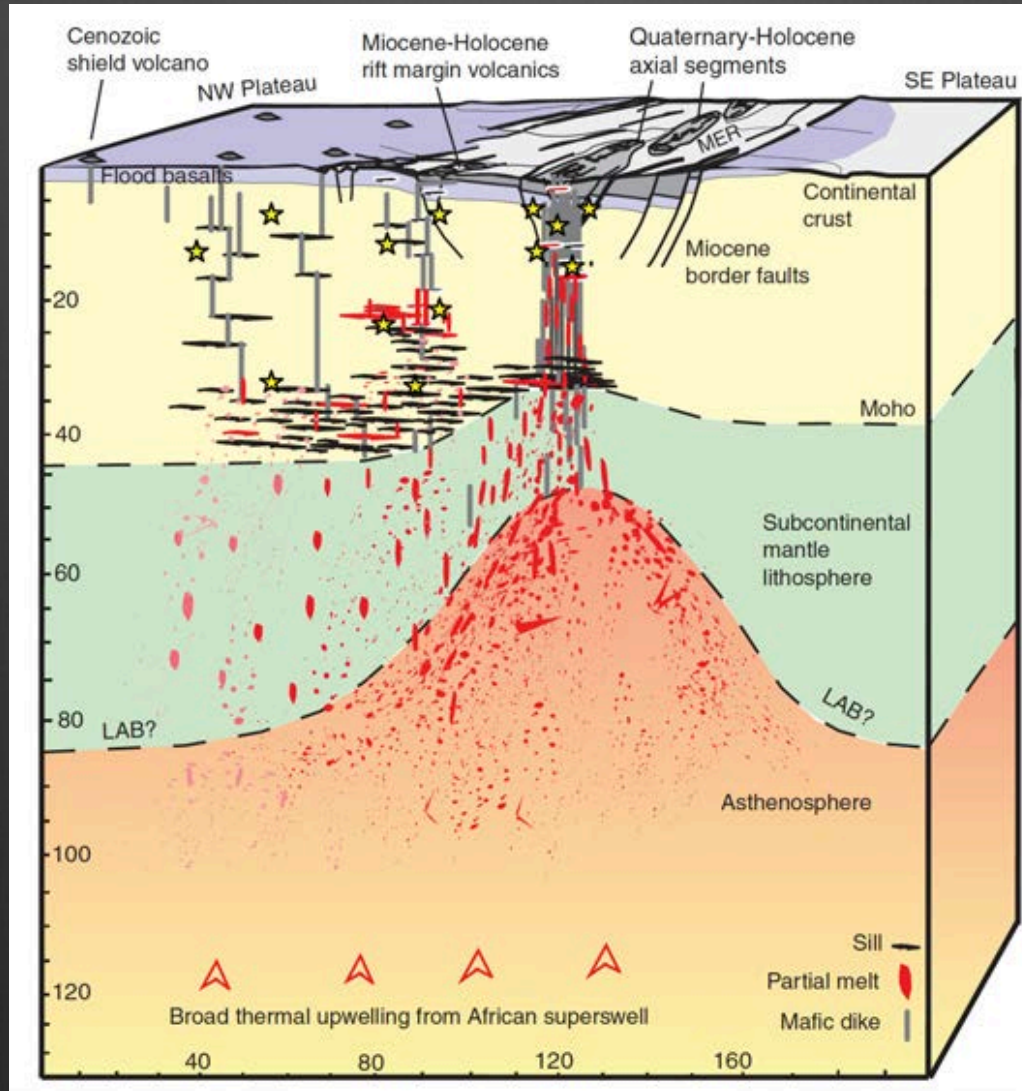 Cenozoic
shield volcano
NW Plateau
Miocene-Holocene
rift margin volcanics
Quaternary-Holocene
axial segments
SE Plateau
MER
Flood basalts
Continental
crust
Miocene
border faults
20
Moho
40
Subcontinental
mantle
lithosphere
60
80
LAB?
LAB?
Asthenosphere
100
Sill
Partial melt
Mafic dike
120
Broad thermal upwelling from African superswell
40
80
120
160